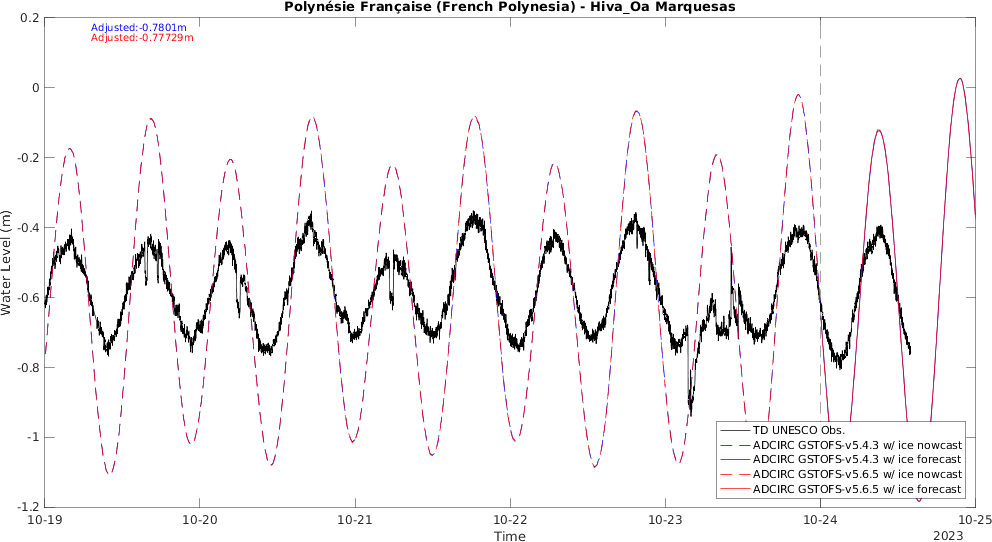 Polynésie Française (French Polynesia) - Hiva_Oa Marquesas
Adjusted:-0.7801m
Adjusted:-0.77729m
0.2
0
-0.2
-0.4
-0.6
-0.8
-1
-1.2
Water Level (m)
TD UNESCO Obs.
ADCIRC GSTOFS-v5.4.3 w/ ice nowcast
ADCIRC GSTOFS-v5.4.3 w/ ice forecast
ADCIRC GSTOFS-v5.6.5 w/ ice nowcast
ADCIRC GSTOFS-v5.6.5 w/ ice forecast
10-19 10-20 10-21 10-22 10-23 10-24 10-25
Time
2023